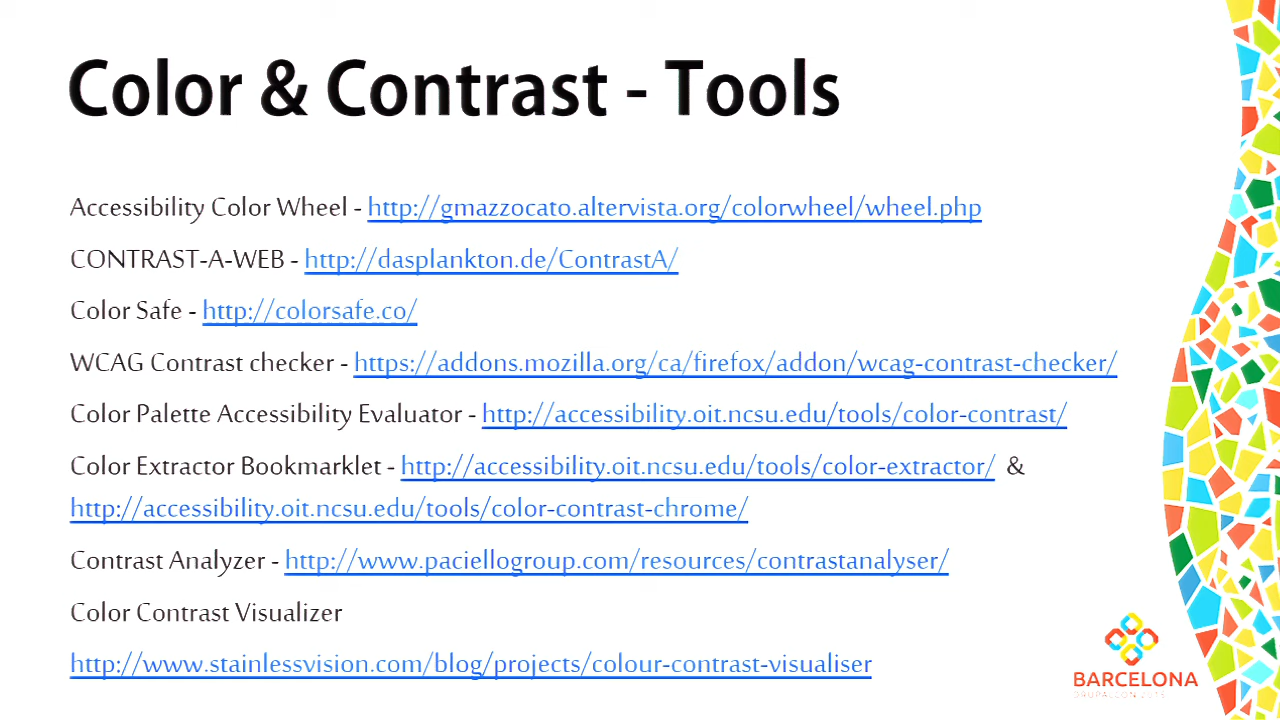 Color & Contrast - Tools
Accessibility Color Wheel - http://gmazzocato.altervista.org/colorwheel/wheel.php
CONTRAST-A-WEB - http://dasplankton.de/ContrastA/
Color Safe - http://colorsafe.co/
WCAG Contrast checker - https://addons.mozilla.org/ca/firefox/addon/wcag-contrast-checker/
Color Palette Accessibility Evaluator - http://accessibility.oit.ncsu.edu/tools/color-contrast/
Color Extractor Bookmarklet - http://accessibility.oit.ncsu.edu/tools/color-extractor/ &
http://accessibility.oit.ncsu.edu/tools/color-contrast-chrome/
Contrast Analyzer - http://www.paciellogroup.com/resources/contrastanalyser/
Color Contrast Visualizer
http://www.stainlessvision.com/blog/projects/colour-contrast-visualiser
BARCELONA
DRUPALCON 2015